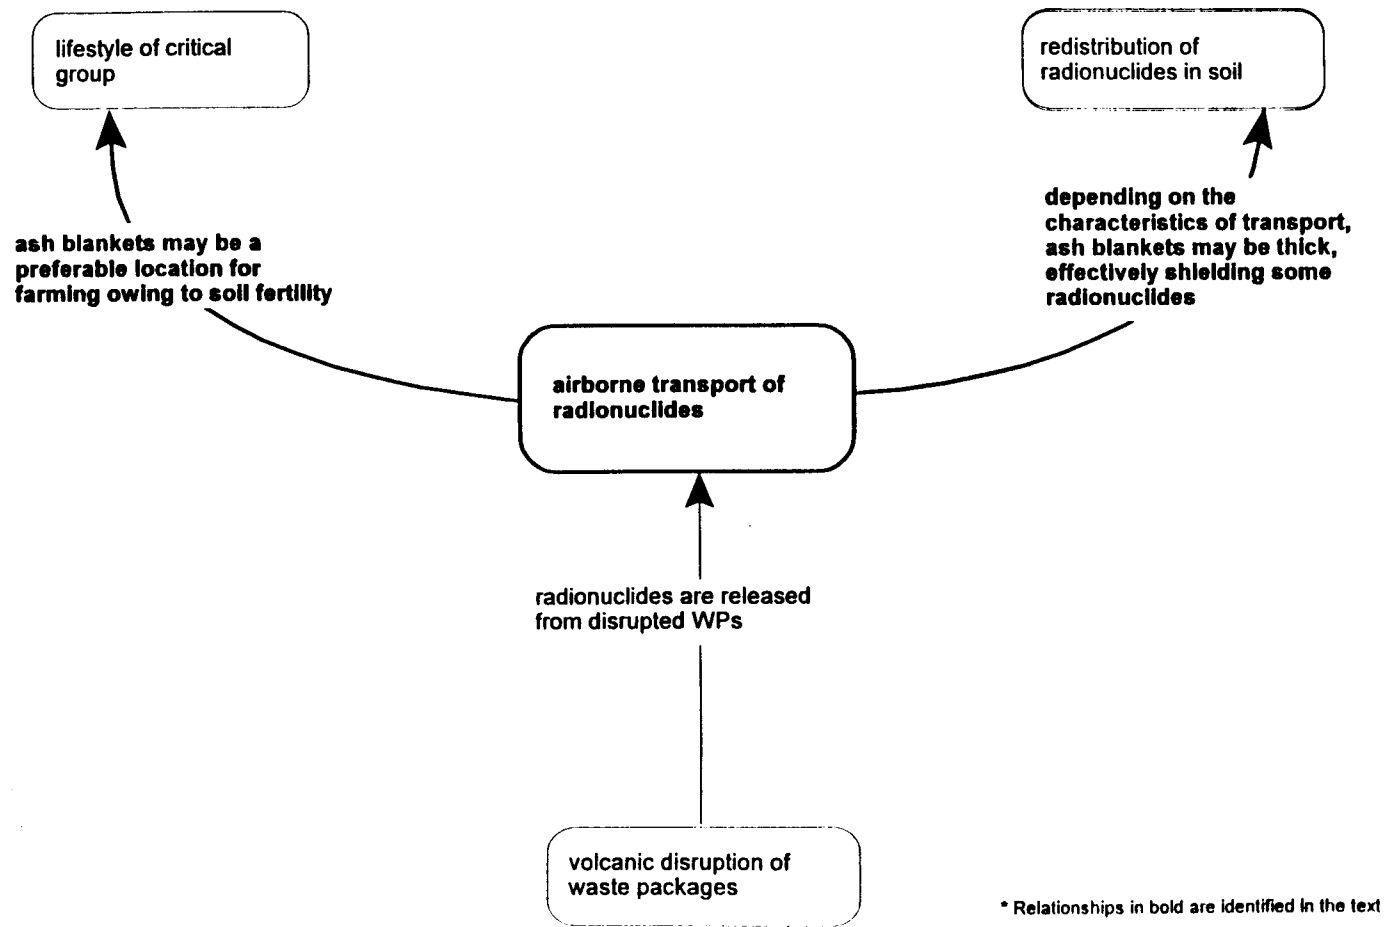 lifestyle of critical
group
redistribution of
radionuclides in soil
ash blankets may be a
preferable location for
farming owing to soil fertility
depending on the
characteristics of transport,
ash blankets may be thick,
effectively shielding some
radionuclides
airborne transport of
radionuclides
radionuclides are released
from disrupted WPs
volcanic disruption of
waste packages
* Relationships in bold are identified in the text